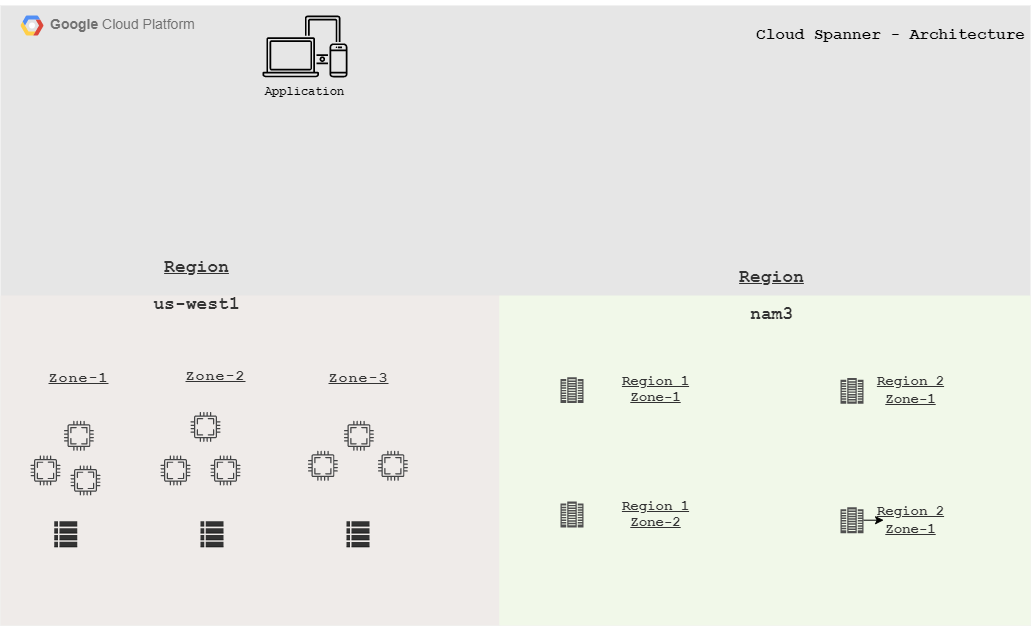 Google Cloud Platform
Cloud Spanner - Architecture
Application
Region
us-west1
Zone-1
Zone-2
Zone-3
Region
nam3
Region 1
Zone-1
Region 2
Zone-1
Region 1
Zone-2
Region 2
Zone-1